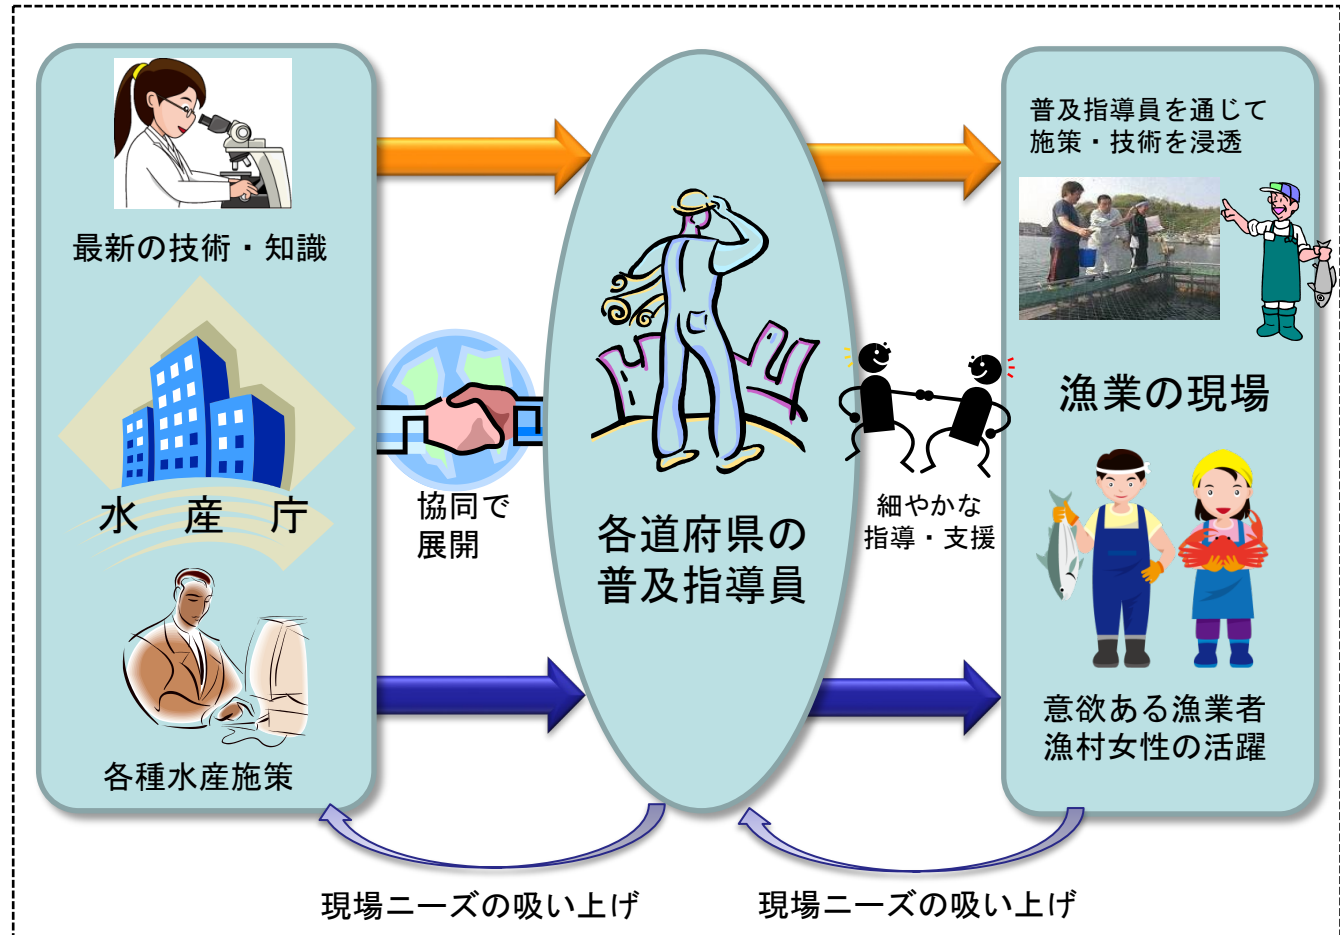 最新の技術・知識
水 産 庁
各種水産施策
協同で
展開
各道府県の
普及指導員
細やかな
指導・支援
普及指導員を通じて
施策・技術を浸透
漁業の現場
意欲ある漁業者
漁村女性の活躍
現場ニーズの吸い上げ
現場ニーズの吸い上げ